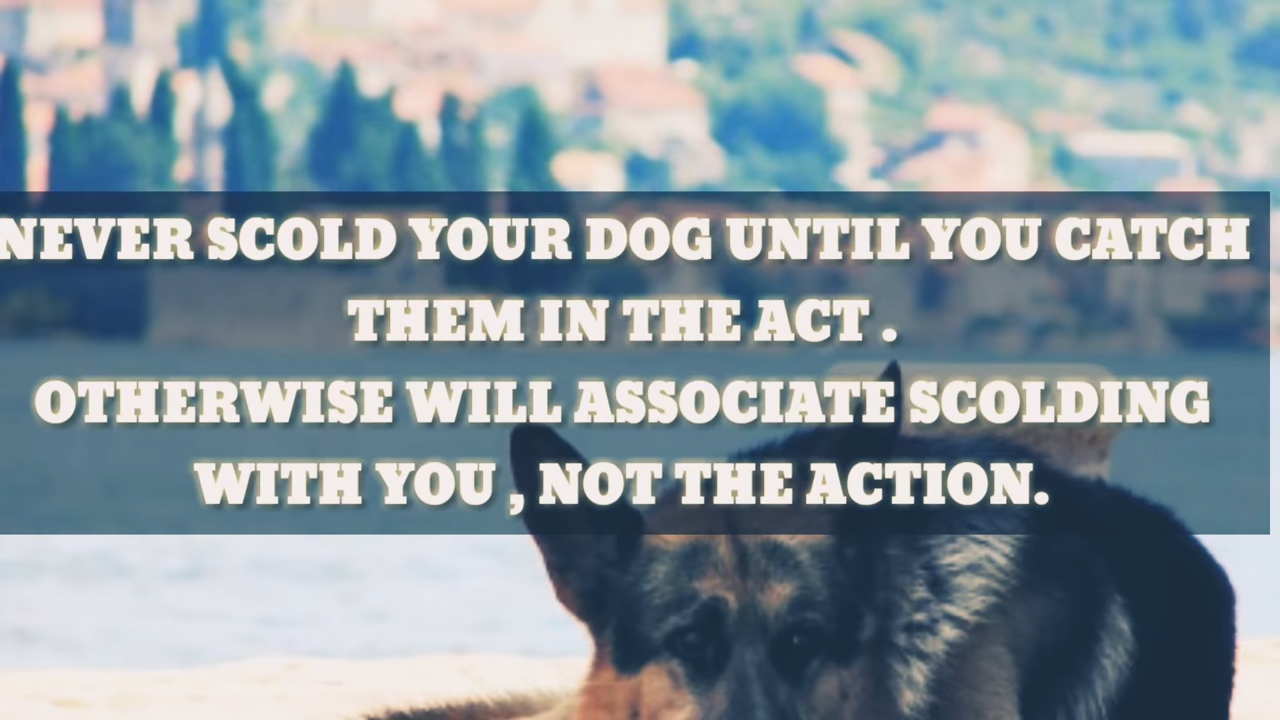 NEVER SCOLD YOUR DOG UNTIL YOU CATCH
THEM IN THE ACT .
OTHERWISE WILL ASSOCIATE SCOLDING
WITH YOU , NOT THE ACTION.